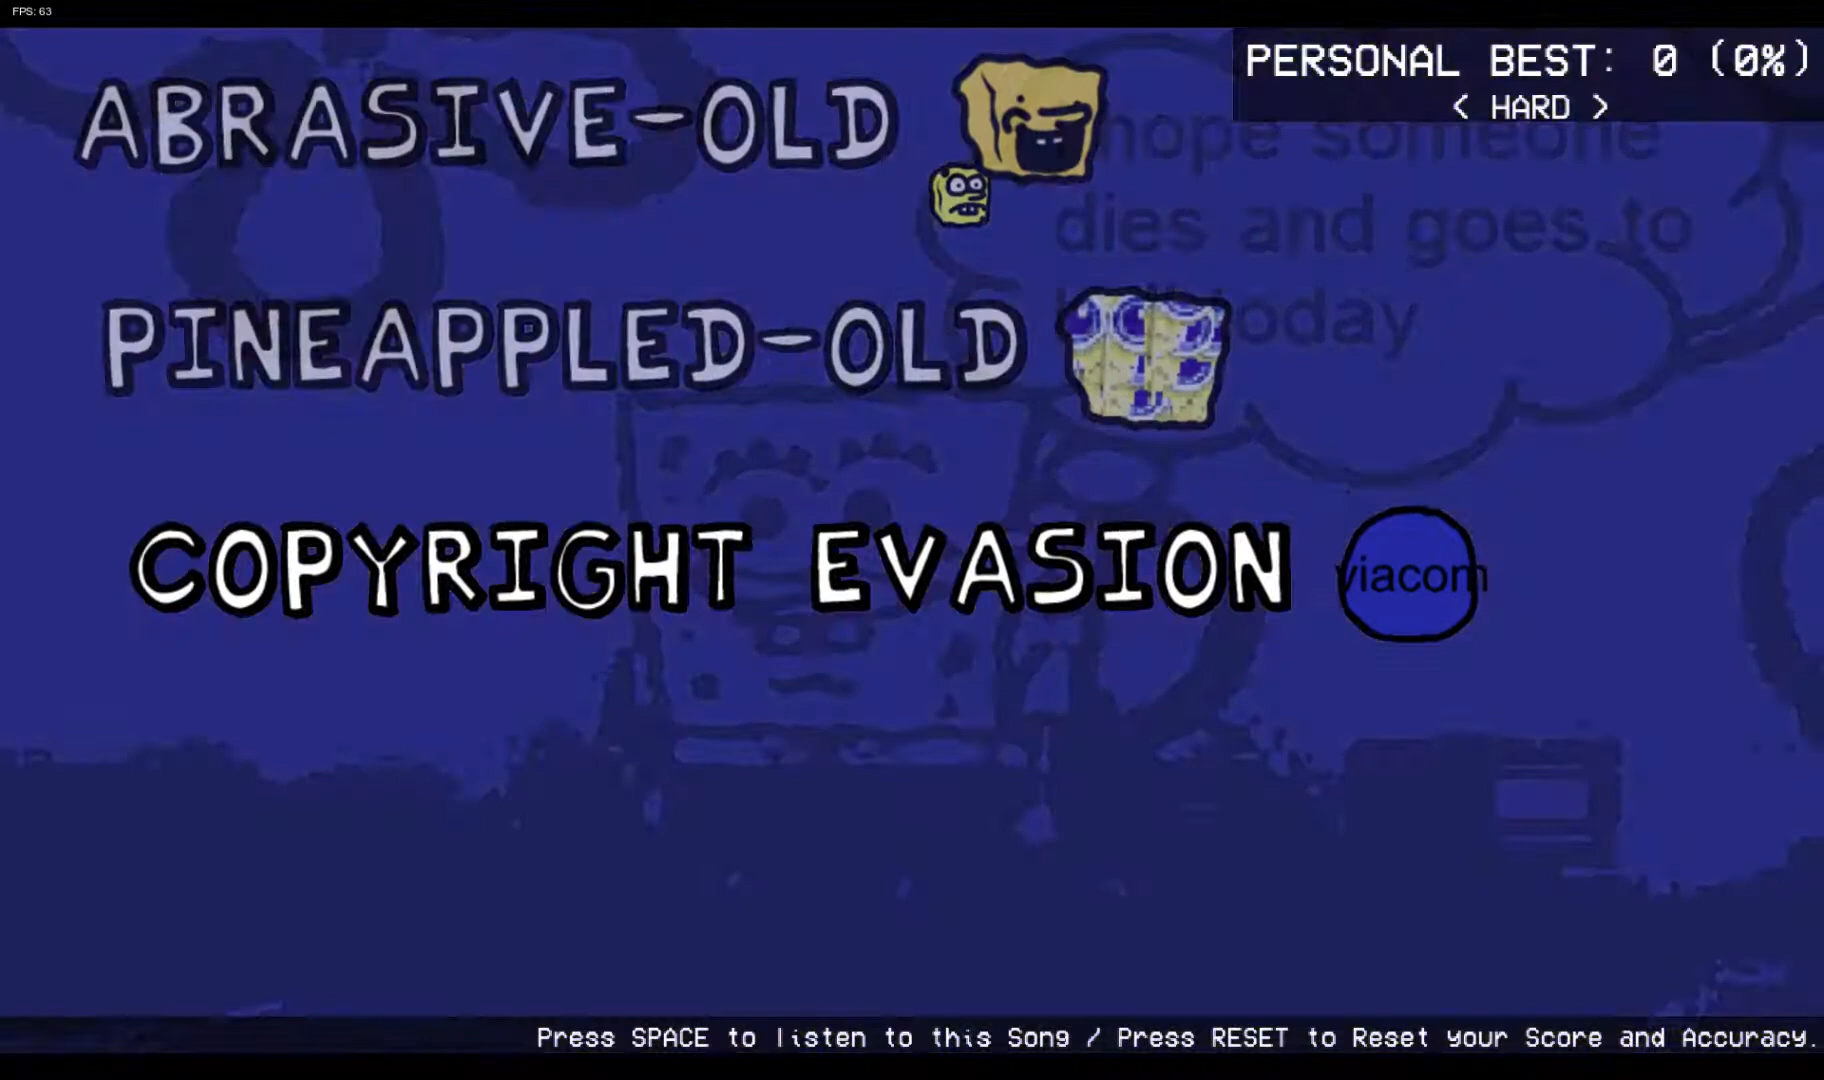 FPS: 63
PERSONAL BEST: 0 (0%)
< HARD >
ABRASIVE-OLD
hope someone
dies and goes to
today
PINEAPPLED-OLD
COPYRIGHT EVASION
viacom
Press SPACE to listen to this Song / Press RESET to Reset your Score and Accuracy.